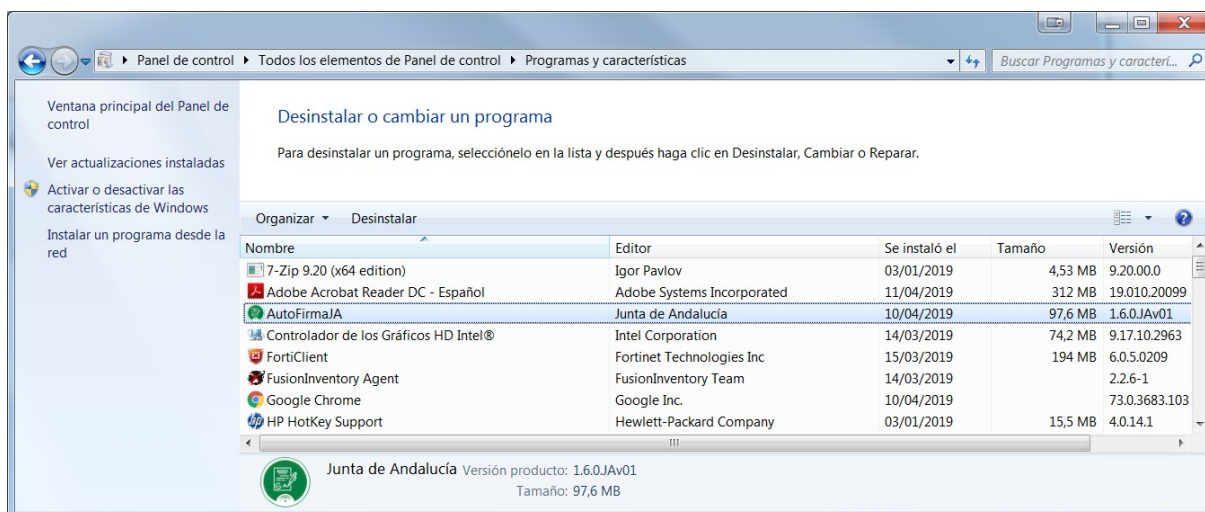 Panel de control Todos los elementos de Panel de control Programas y características Buscar Programas y caracterí...
Ventana principal del Panel de control
Ver actualizaciones instaladas
Activar o desactivar las características de Windows
Instalar un programa desde la red
Desinstalar o cambiar un programa
Para desinstalar un programa, selecciónelo en la lista y después haga clic en Desinstalar, Cambiar o Reparar.
Organizar Desinstalar
Nombre Editor Se instaló el Tamaño Versión
7-Zip 9.20 (x64 edition) Igor Pavlov 03/01/2019 4,53 MB 9.20.00.0
Adobe Acrobat Reader DC - Español Adobe Systems Incorporated 11/04/2019 312 MB 19.010.20099
AutoFirmaJA Junta de Andalucía 10/04/2019 97,6 MB 1.6.0.JAv01
Controlador de los Gráficos HD Intel® Intel Corporation 14/03/2019 74,2 MB 9.17.10.2963
FortiClient Fortinet Technologies Inc 15/03/2019 194 MB 6.0.5.0209
FusionInventory Agent FusionInventory Team 14/03/2019 2.2.6-1
Google Chrome Google Inc. 10/04/2019 73.0.3683.103
HP HotKey Support Hewlett-Packard Company 03/01/2019 15,5 MB 4.0.14.1
Junta de Andalucía Versión producto: 1.6.0.JAv01
Tamaño: 97,6 MB